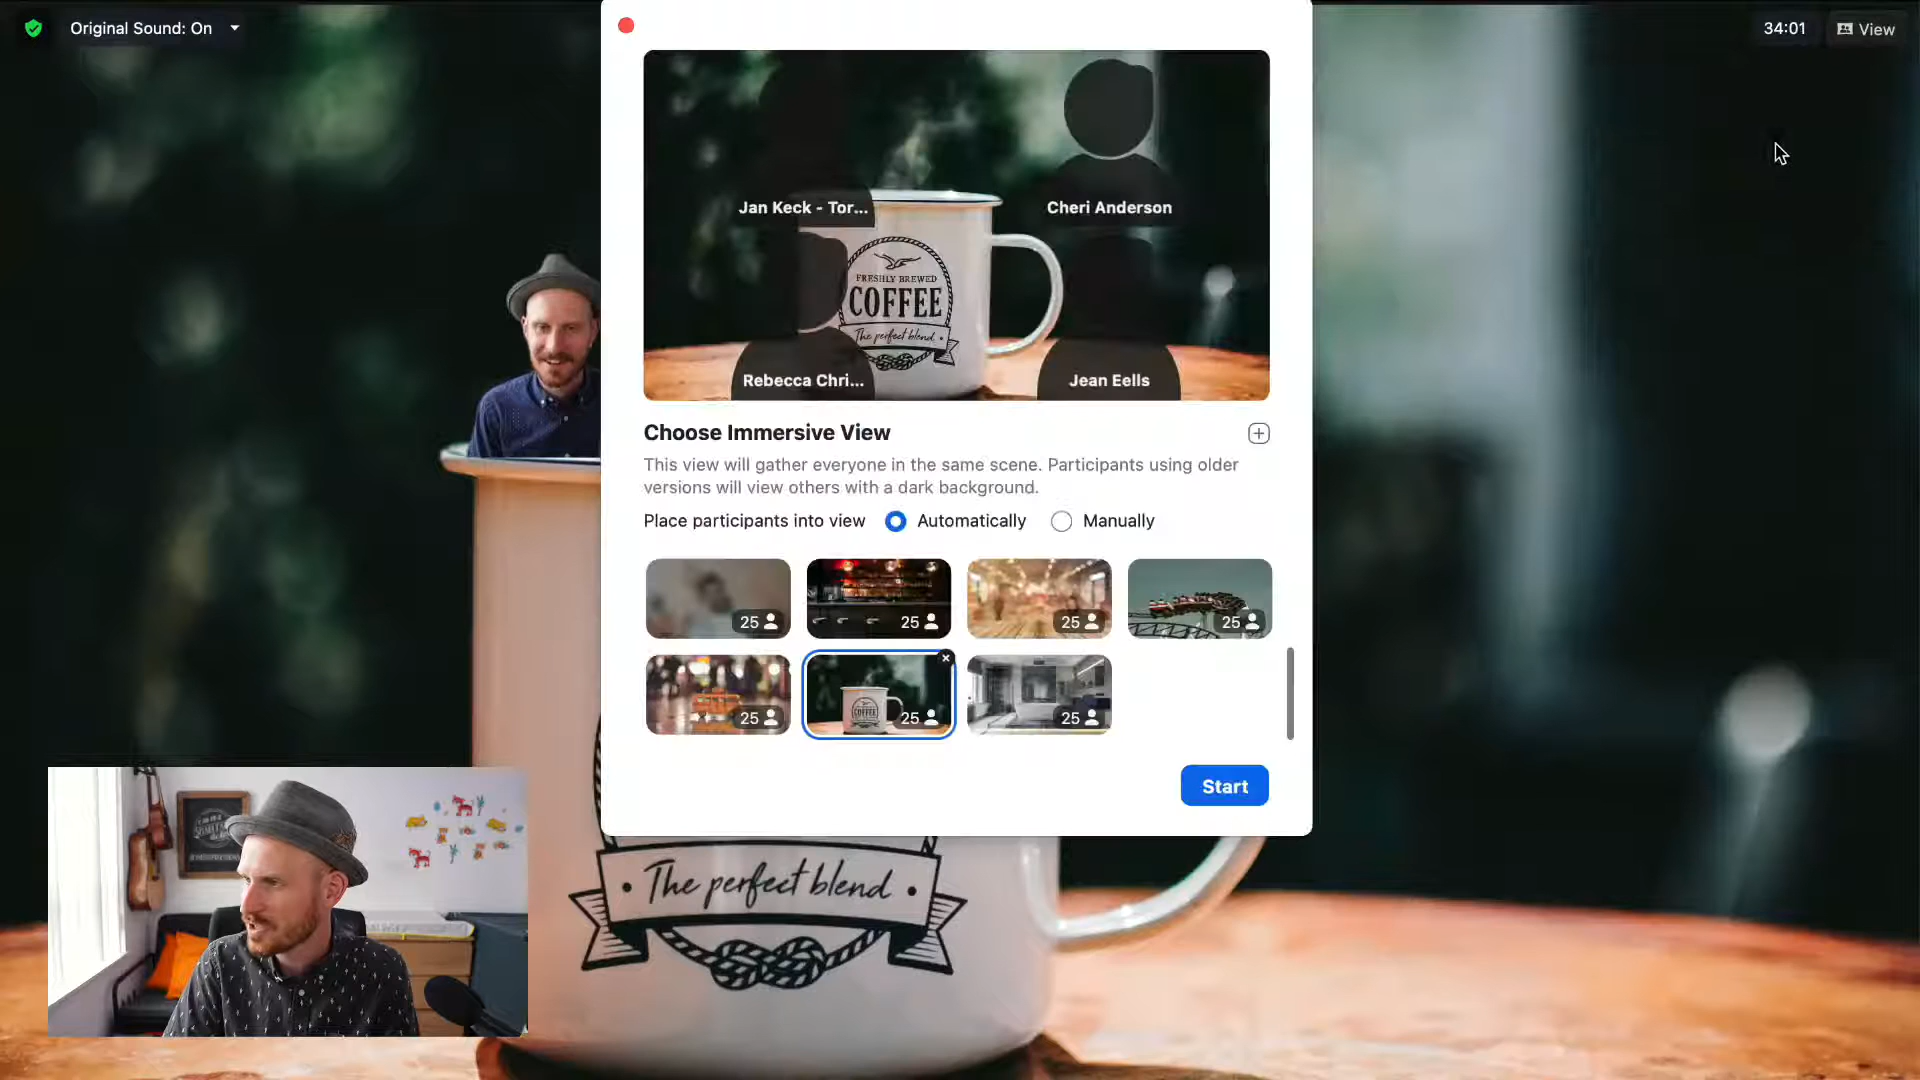 Original Sound: On
34:01
View
Jan Keck - Tor...
Cheri Anderson
FRESHLY BREWED
COFFEE
The perfect blend
Rebecca Chri...
Jean Eells
Choose Immersive View
This view will gather everyone in the same scene. Participants using older
versions will view others with a dark background.
Place participants into view
Automatically
Manually
25
25
25
25
25
COFFEE
25
25
Start
The perfect blend